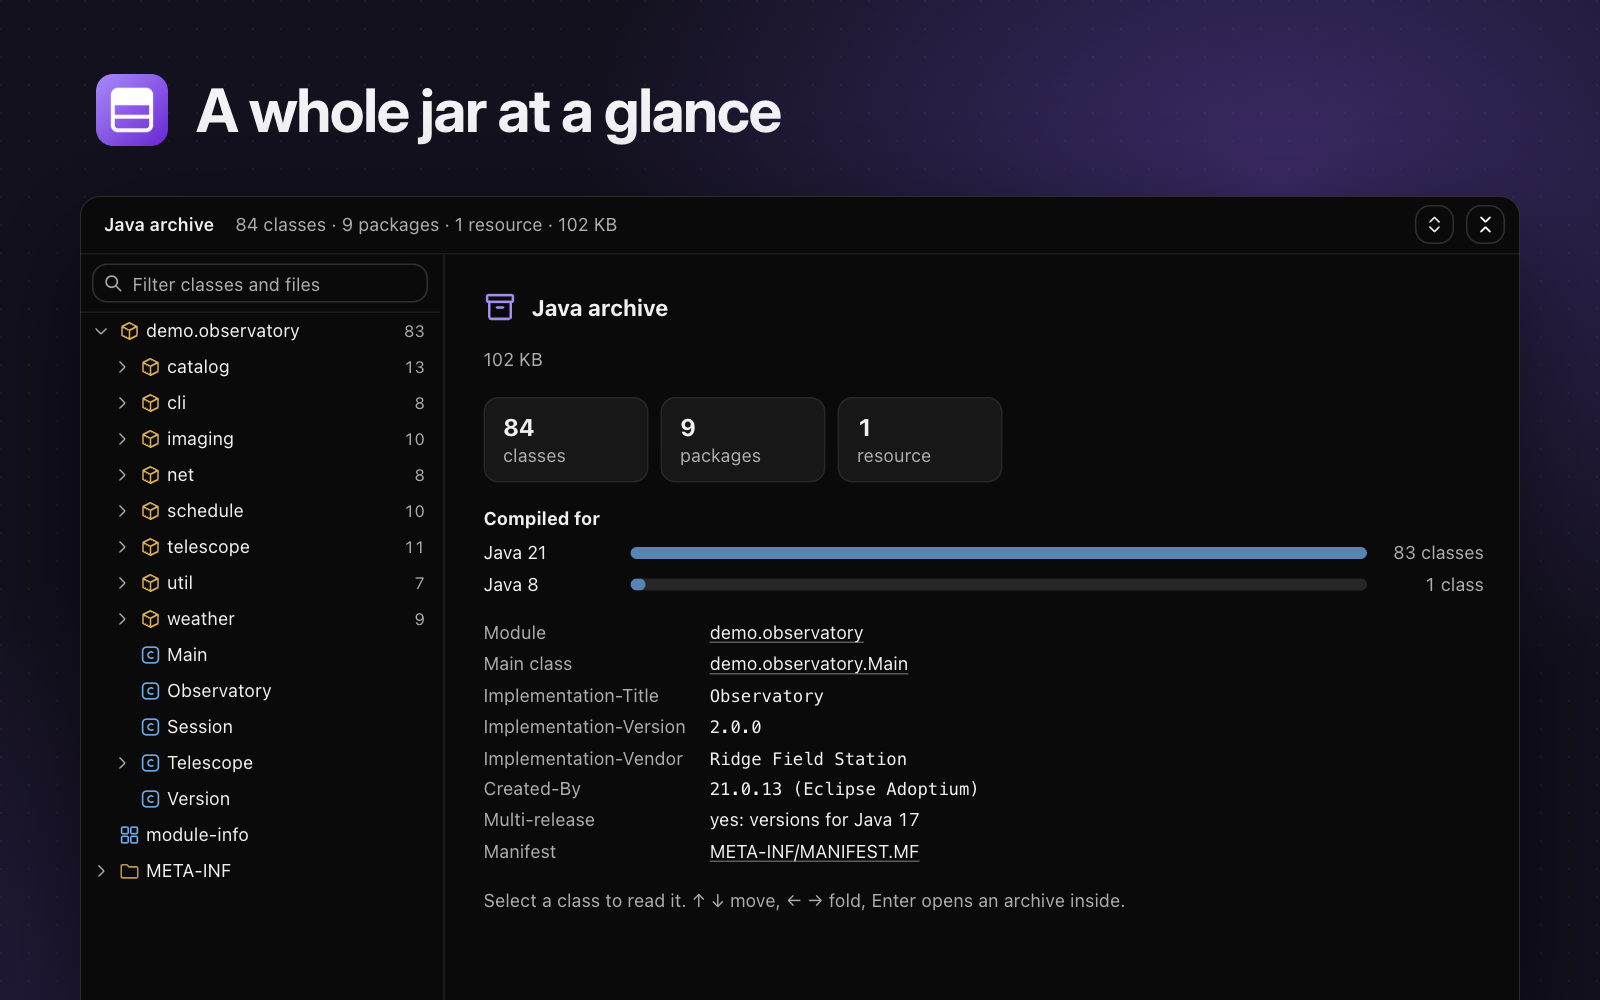 A whole jar at a glance
Java archive 84 classes · 9 packages · 1 resource · 102 KB
Filter classes and files
demo.observatory 83
catalog 13
cli 8
imaging 10
net 8
schedule 10
telescope 11
util 7
weather 9
C Main
C Observatory
C Session
C Telescope
C Version
module-info
META-INF
Java archive
102 KB
84 classes
9 packages
1 resource
Compiled for
Java 21 83 classes
Java 8 1 class
Module demo.observatory
Main class demo.observatory.Main
Implementation-Title Observatory
Implementation-Version 2.0.0
Implementation-Vendor Ridge Field Station
Created-By 21.0.13 (Eclipse Adoptium)
Multi-release yes: versions for Java 17
Manifest META-INF/MANIFEST.MF
Select a class to read it. ↑ ↓ move, ← → fold, Enter opens an archive inside.